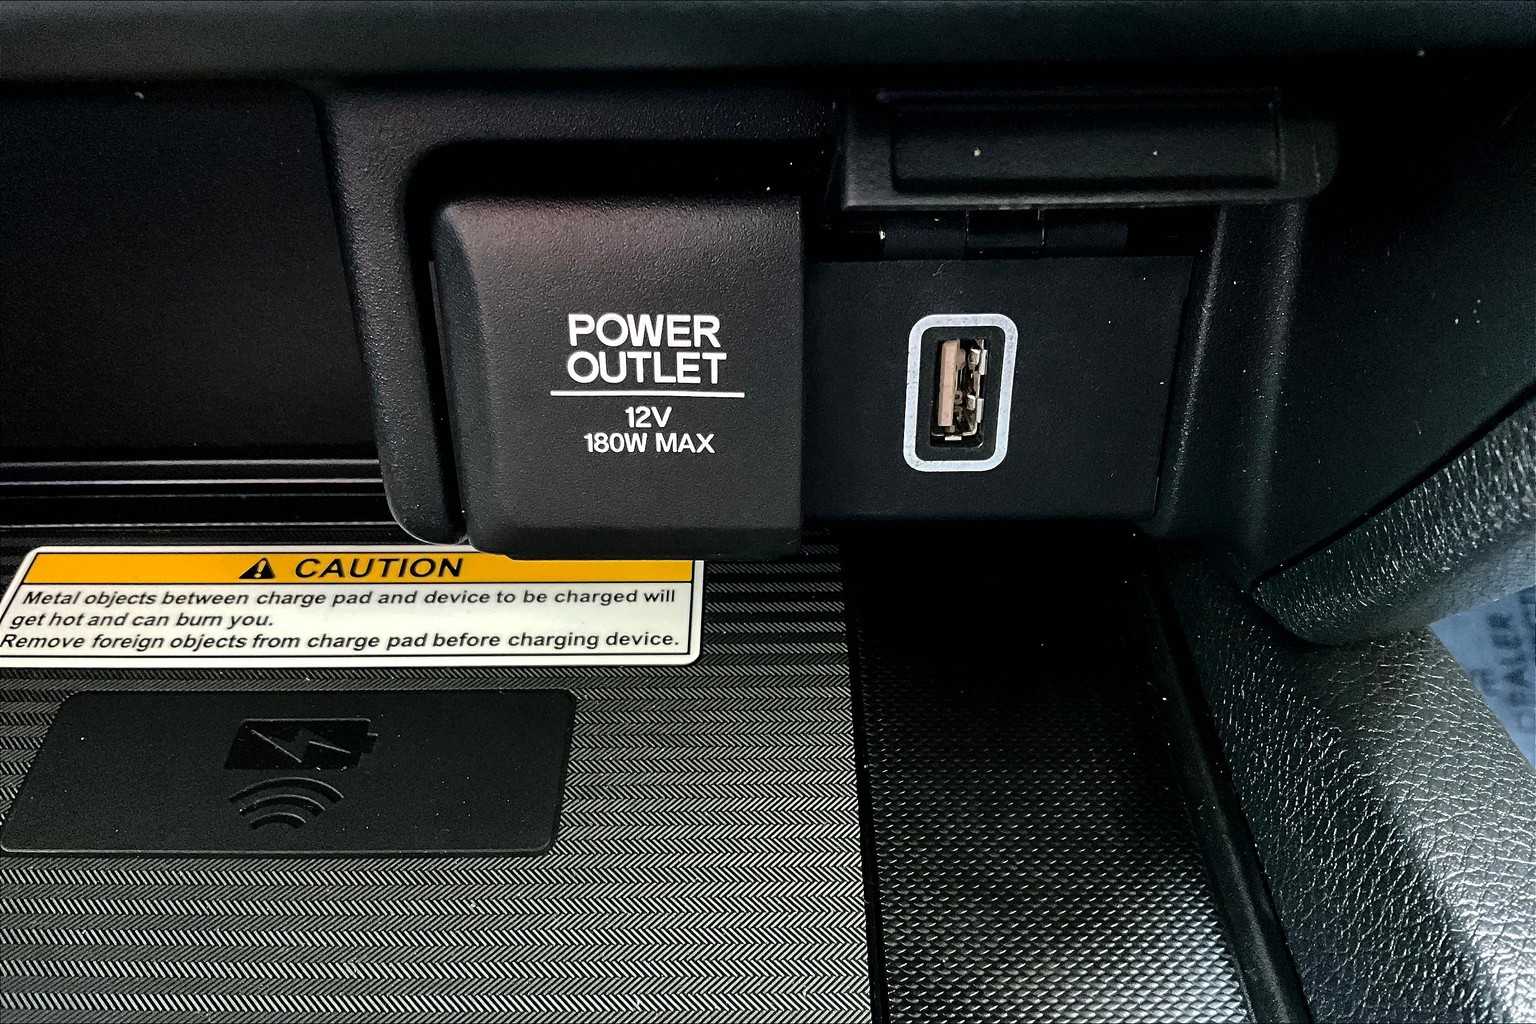 POWER
OUTLET
12V
180W MAX
CAUTION
Metal objects between charge pad and device to be charged will
get hot and can burn you.
Remove foreign objects from charge pad before charging device.
DEALER